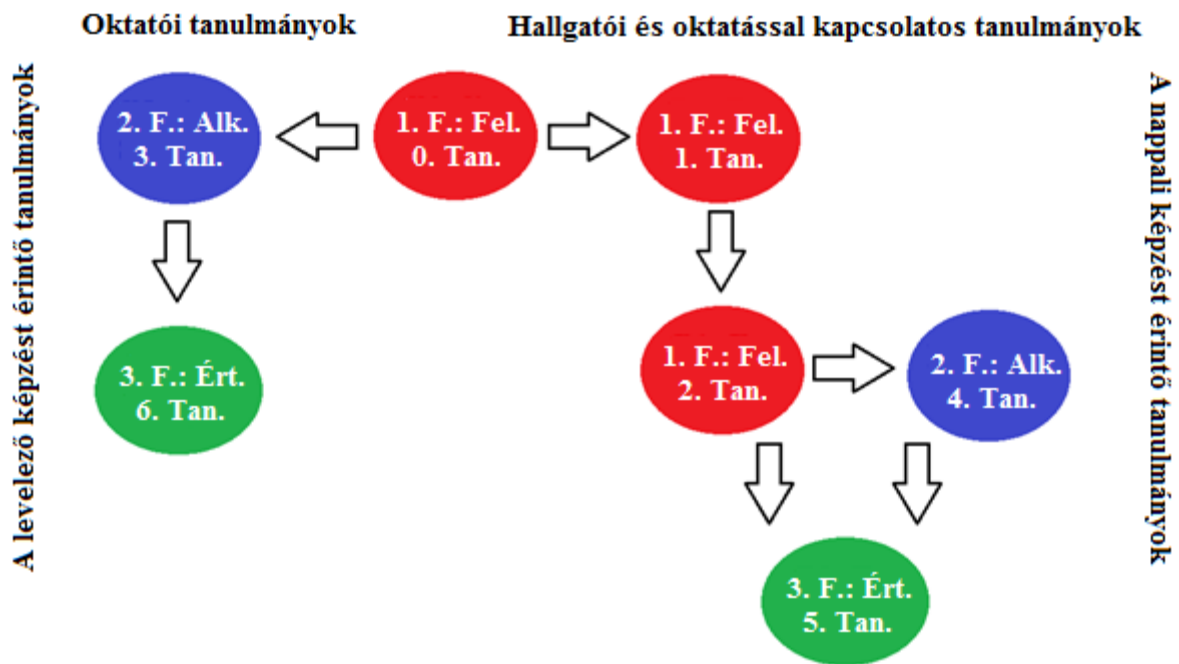 Oktatói tanulmányok
Hallgatói és oktatással kapcsolatos tanulmányok
A levelező képzést érintő tanulmányok
A nappali képzést érintő tanulmányok
2. F.: Alk.
3. Tan.
1. F.: Fel.
0. Tan.
1. F.: Fel.
1. Tan.
3. F.: Ért.
6. Tan.
1. F.: Fel.
2. Tan.
2. F.: Alk.
4. Tan.
3. F.: Ért.
5. Tan.